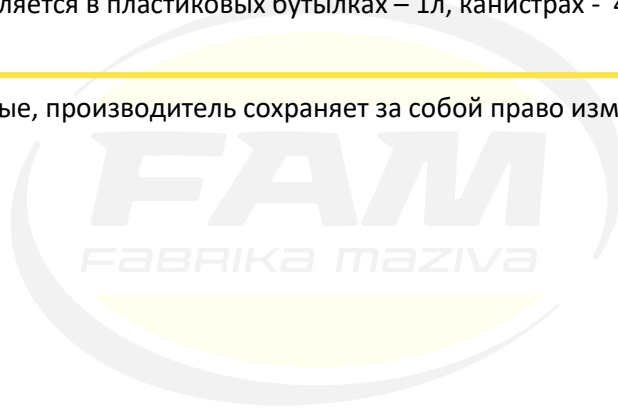 ляется в пластиковых бутылках – 1л, канистрах - 4
ые, производитель сохраняет за собой право изм
FAM
FABRIKA MAZIVA